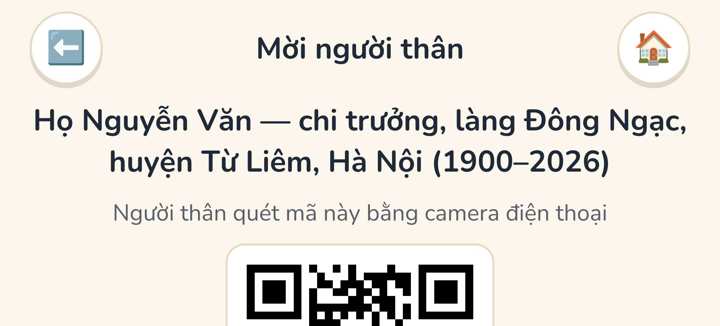 Mời người thân
Họ Nguyễn Văn — chi trưởng, làng Đông Ngạc,
huyện Từ Liêm, Hà Nội (1900–2026)
Người thân quét mã này bằng camera điện thoại